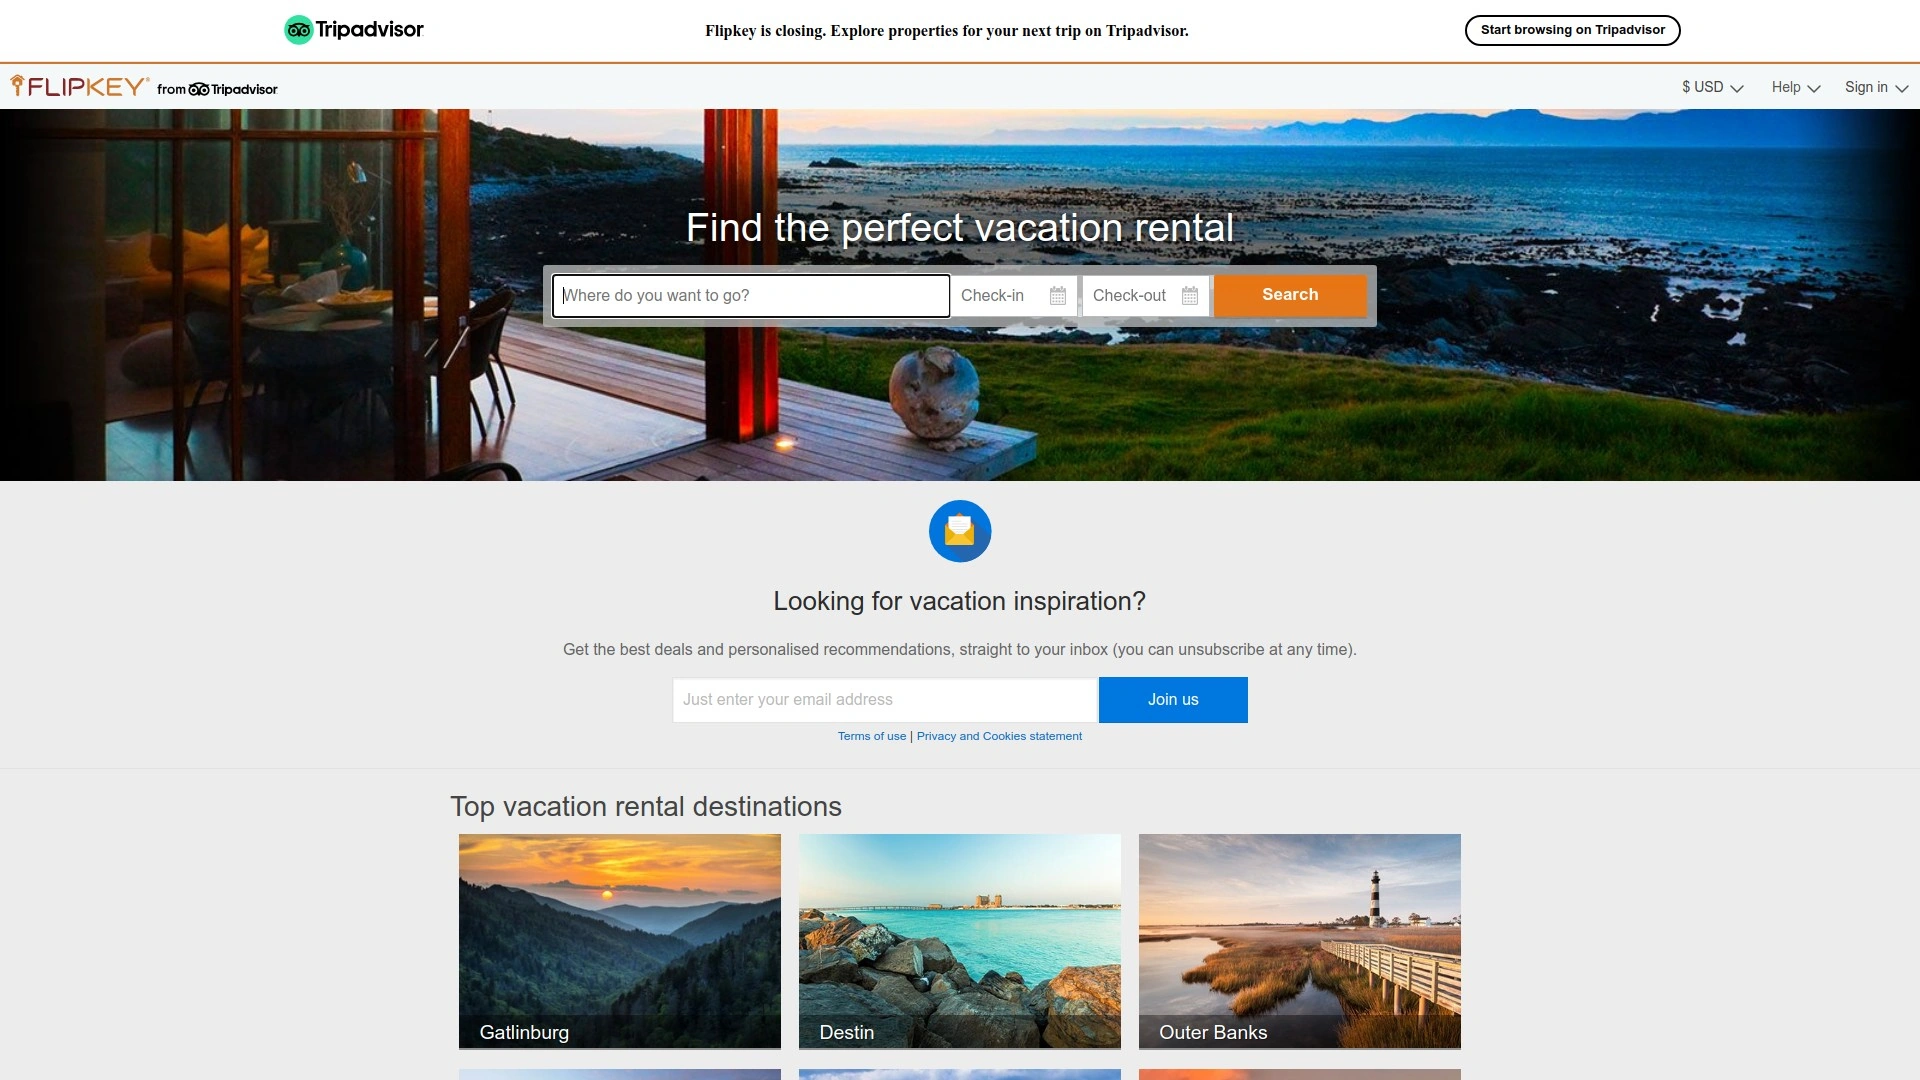 Tripadvisor
Flipkey is closing. Explore properties for your next trip on Tripadvisor.
Start browsing on Tripadvisor
FLIPKEY from Tripadvisor
$ USD
Help
Sign in
Find the perfect vacation rental
Where do you want to go?
Check-in
Check-out
Search
Looking for vacation inspiration?
Get the best deals and personalised recommendations, straight to your inbox (you can unsubscribe at any time).
Just enter your email address
Join us
Terms of use | Privacy and Cookies statement
Top vacation rental destinations
Gatlinburg
Destin
Outer Banks